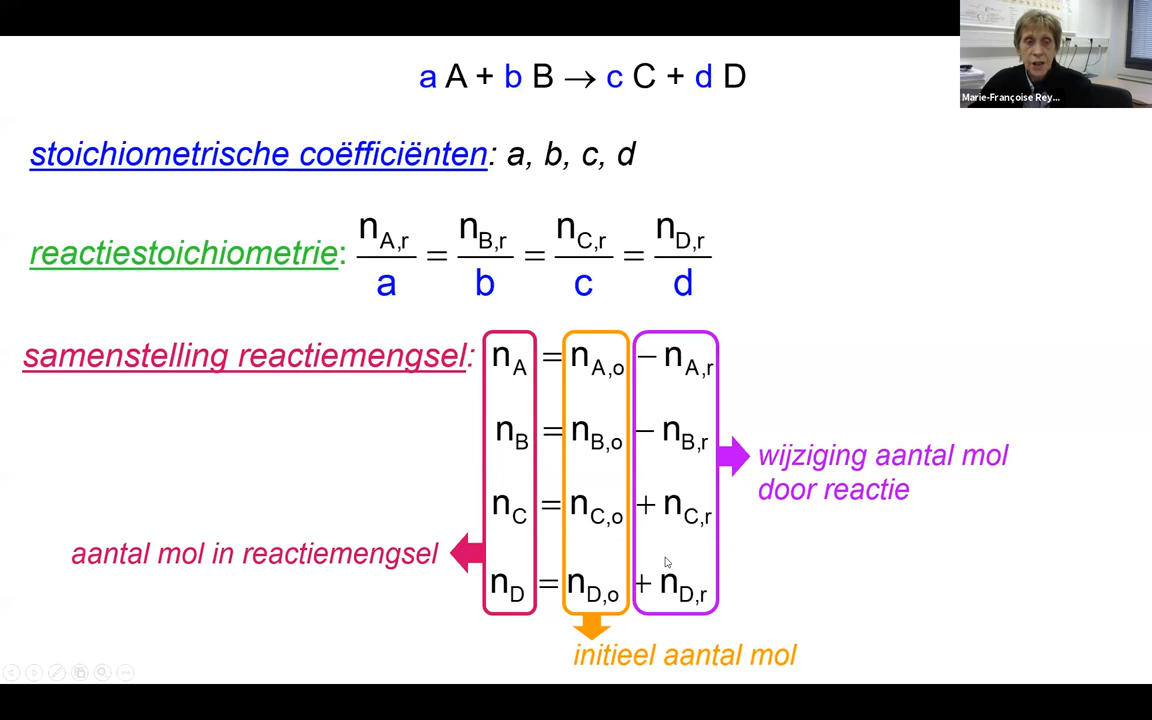 Marie-Françoise Rey...
a A + b B → c C + d D
stoichiometrische coëfficiënten: a, b, c, d
reactiestoichiometrie: n_A,r / a = n_B,r / b = n_C,r / c = n_D,r / d
samenstelling reactiemengsel: n_A = n_A,o − n_A,r
n_B = n_B,o − n_B,r
wijziging aantal mol
door reactie
n_C = n_C,o + n_C,r
aantal mol in reactiemengsel
n_D = n_D,o + n_D,r
initieel aantal mol